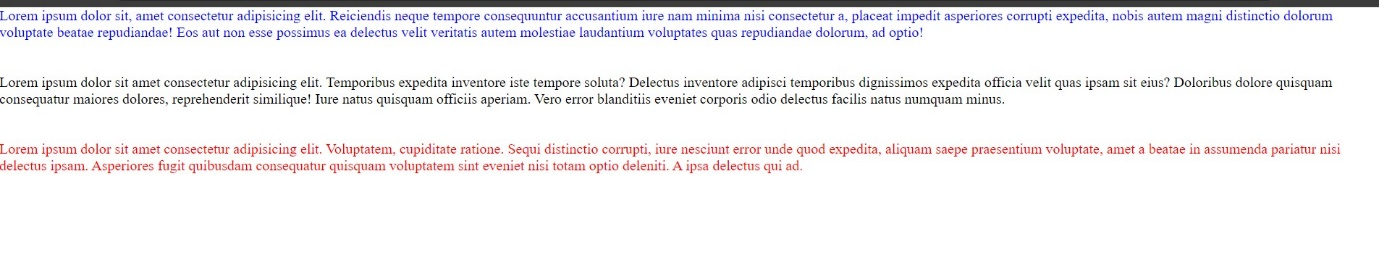 Lorem ipsum dolor sit, amet consectetur adipisicing elit. Reiciendis neque tempore consequuntur accusantium iure nam minima nisi consectetur a, placeat impedit asperiores corrupti expedita, nobis autem magni distinctio dolorum
voluptate beatae repudiandae! Eos aut non esse possimus ea delectus velit veritatis autem molestiae laudantium voluptates quas repudiandae dolorum, ad optio!
Lorem ipsum dolor sit amet consectetur adipisicing elit. Temporibus expedita inventore iste tempore soluta? Delectus inventore adipisci temporibus dignissimos expedita officia velit quas ipsam sit eius? Doloribus dolore quisquam
consequatur maiores dolores, reprehenderit similique! Iure natus quisquam officiis aperiam. Vero error blanditiis eveniet corporis odio delectus facilis natus numquam minus.
Lorem ipsum dolor sit amet consectetur adipisicing elit. Voluptatem, cupiditate ratione. Sequi distinctio corrupti, iure nesciunt error unde quod expedita, aliquam saepe praesentium voluptate, amet a beatae in assumenda pariatur nisi
delectus ipsam. Asperiores fugit quibusdam consequatur quisquam voluptatem sint eveniet nisi totam optio deleniti. A ipsa delectus qui ad.